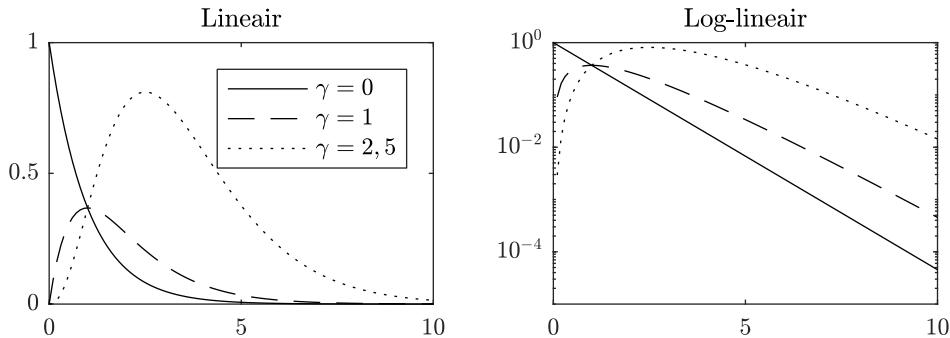 Lineair
1
0.5
0
0
5
10
γ = 0
γ = 1
γ = 2, 5
Log-lineair
10^0
10^-2
10^-4
0
5
10